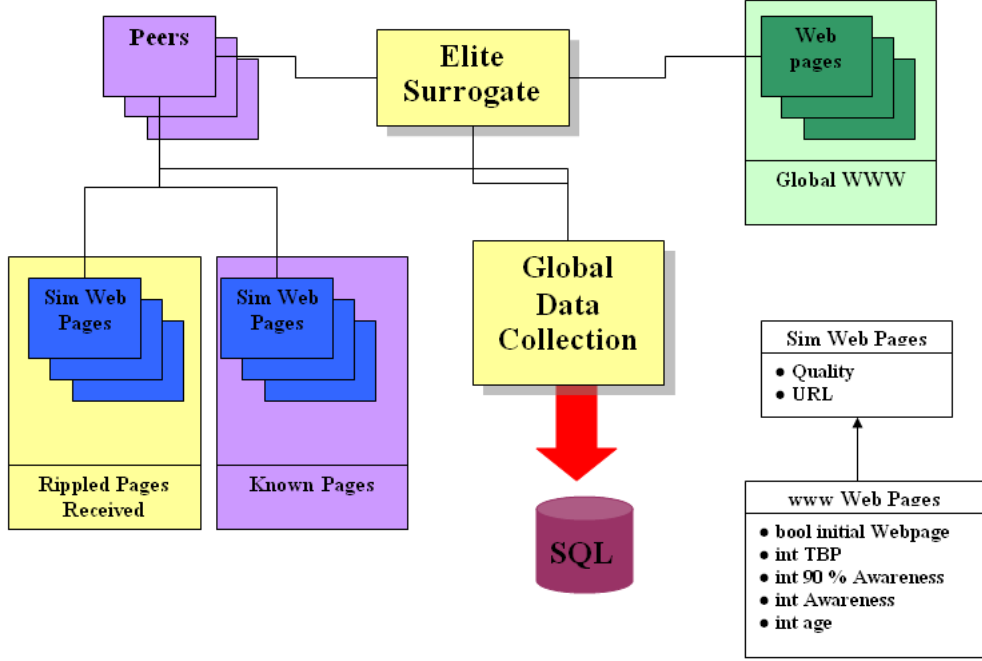 Peers
Elite
Surrogate
Web
pages
Global WWW
Sim Web
Pages
Rippled Pages
Received
Sim Web
Pages
Known Pages
Global
Data
Collection
SQL
Sim Web Pages
● Quality
● URL
www Web Pages
● bool initial Webpage
● int TBP
● int 90 % Awareness
● int Awareness
● int age